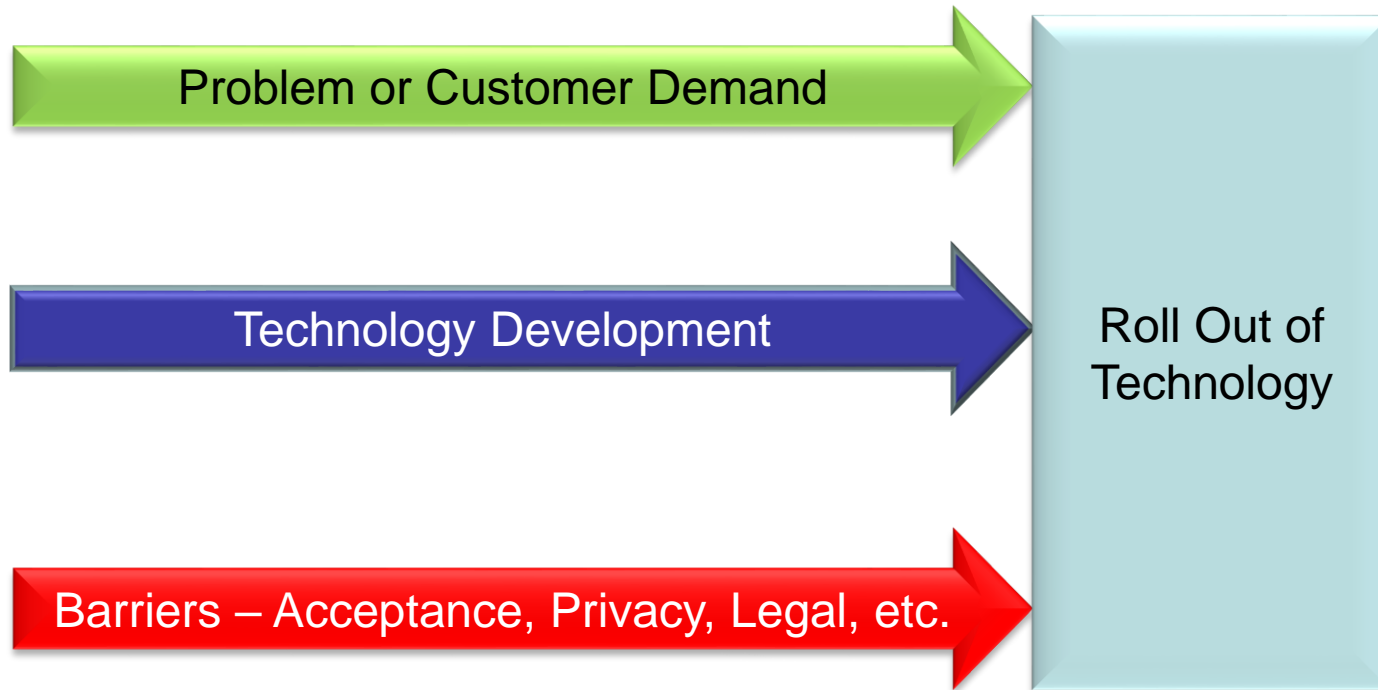 Problem or Customer Demand
Technology Development
Roll Out of
Technology
Barriers – Acceptance, Privacy, Legal, etc.